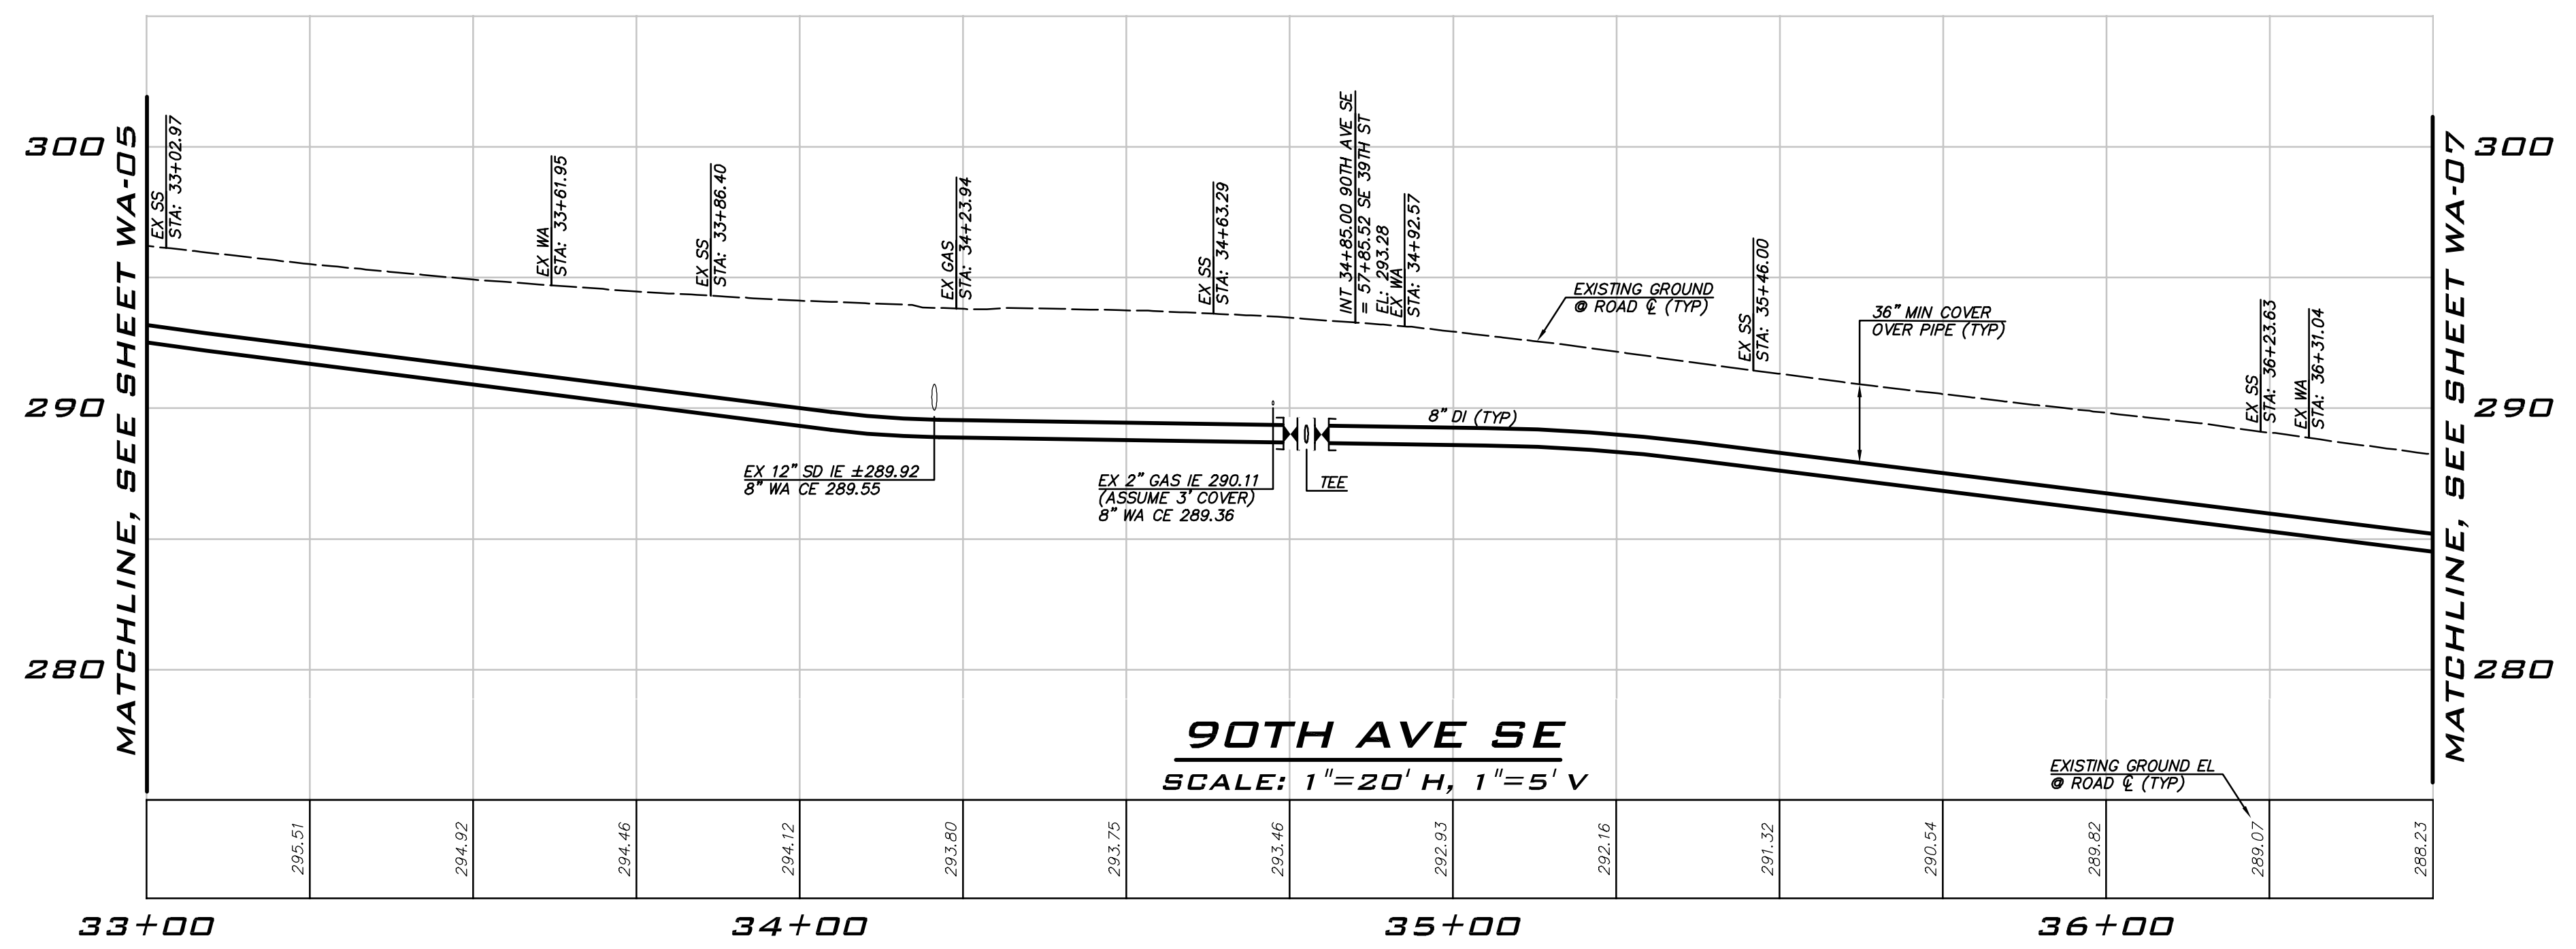 MATCHLINE, SEE SHEET WA-05
300
290
280
EX SS
STA: 33+02.97
EX WA
STA: 33+61.95
EX SS
STA: 33+86.40
EX GAS
STA: 34+23.94
EX SS
STA: 34+63.29
INT 34+85.00 90TH AVE SE
= 57+85.52 SE 39TH ST
EL: 293.28
EX WA
STA: 34+92.57
EXISTING GROUND
@ ROAD ℄ (TYP)
EX SS
STA: 35+46.00
36" MIN COVER
OVER PIPE (TYP)
EX SS
STA: 36+23.63
EX WA
STA: 36+31.04
300
290
280
MATCHLINE, SEE SHEET WA-07
EX 12" SD IE ±289.92
8" WA CE 289.55
EX 2" GAS IE 290.11
(ASSUME 3' COVER)
8" WA CE 289.36
TEE
8" DI (TYP)
90TH AVE SE
SCALE: 1"=20' H, 1"=5' V
EXISTING GROUND EL
@ ROAD ℄ (TYP)
295.51
294.92
294.46
294.12
293.80
293.75
293.46
292.93
292.16
291.32
290.54
289.82
289.07
288.23
33+00
34+00
35+00
36+00